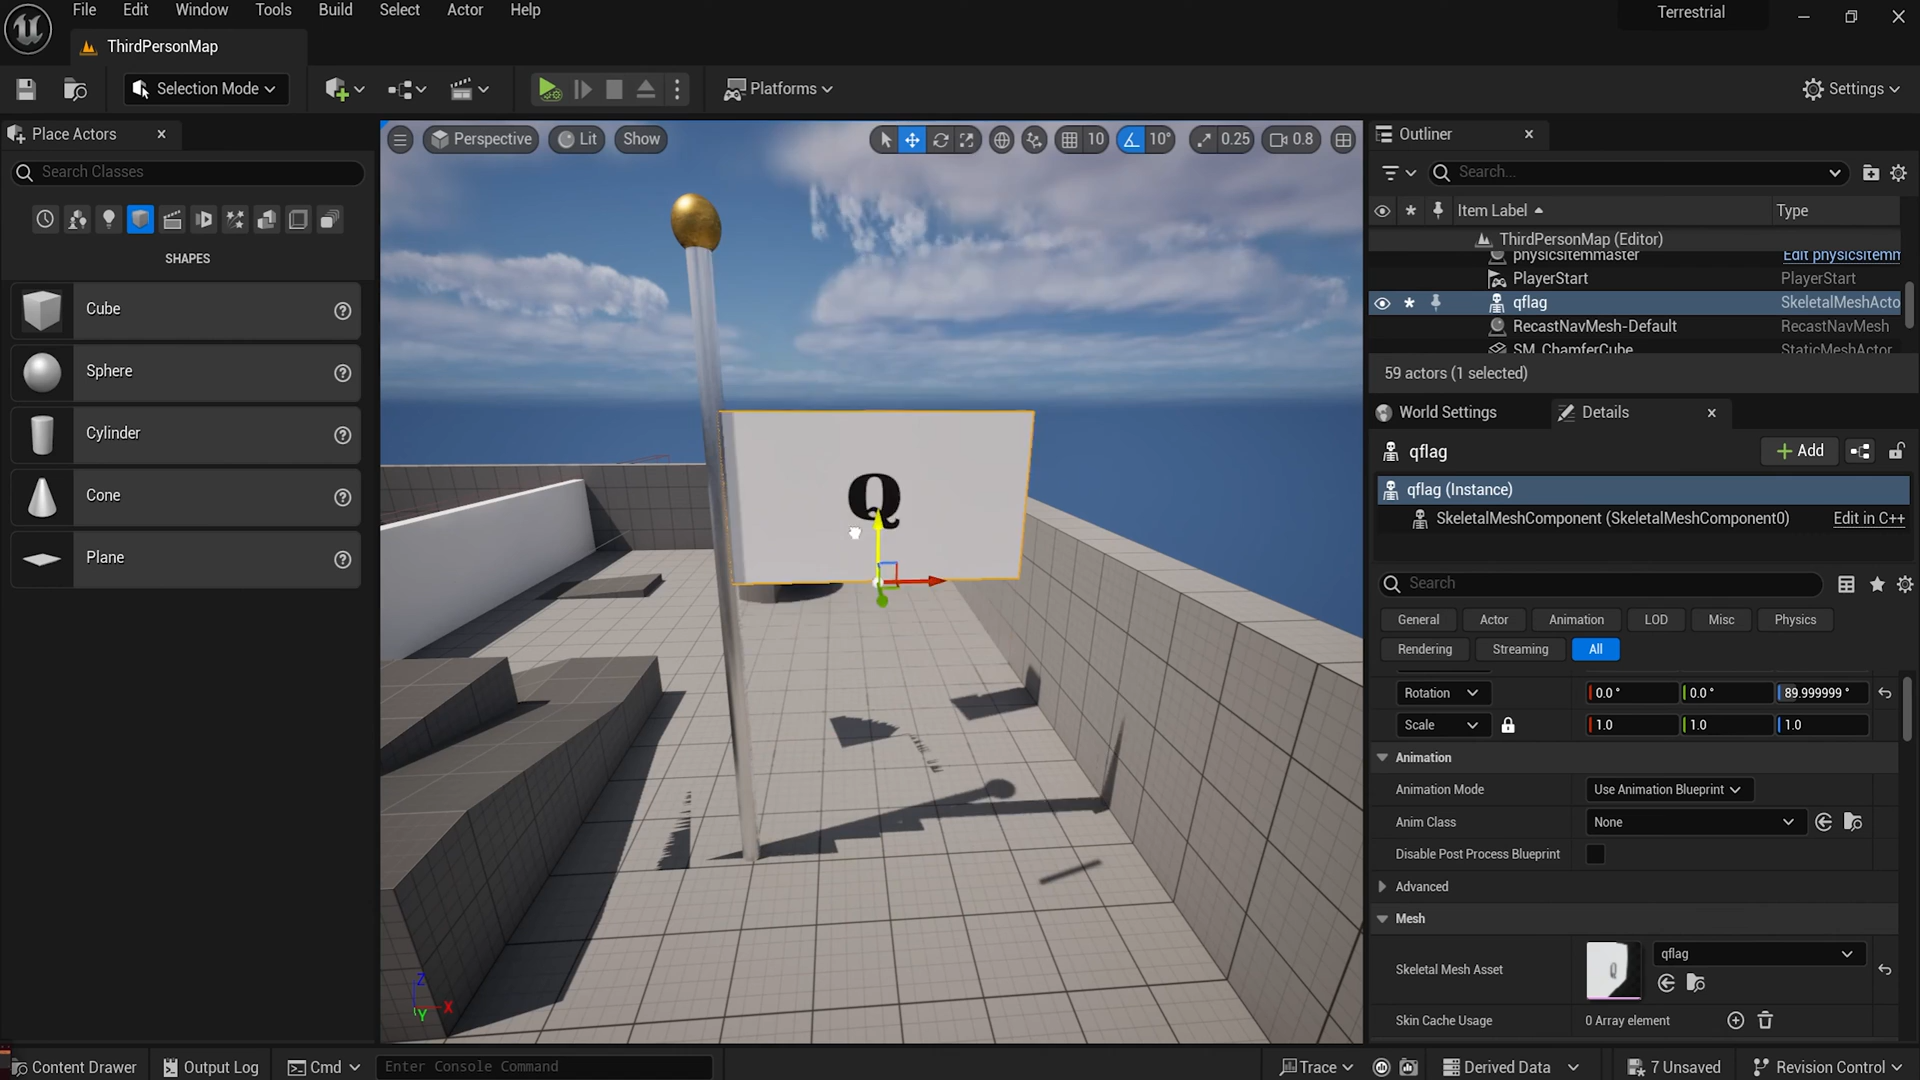 File Edit Window Tools Build Select Actor Help
Terrestrial
ThirdPersonMap
Selection Mode
Platforms
Settings
Place Actors
Search Classes
SHAPES
Cube
Sphere
Cylinder
Cone
Plane
Perspective Lit Show
10 10° 0.25 0.8
Q
Z
X
Y
Outliner
Search...
Item Label Type
ThirdPersonMap (Editor)
physicsitemmaster Edit physicsitemm
PlayerStart PlayerStart
qflag SkeletalMeshActo
RecastNavMesh-Default RecastNavMesh
SM_ChamferCube StaticMeshActor
59 actors (1 selected)
World Settings Details
qflag
Add
qflag (Instance)
SkeletalMeshComponent (SkeletalMeshComponent0) Edit in C++
Search
General Actor Animation LOD Misc Physics
Rendering Streaming All
Rotation 0.0° 0.0° 89.999999°
Scale 1.0 1.0 1.0
Animation
Animation Mode Use Animation Blueprint
Anim Class None
Disable Post Process Blueprint
Advanced
Mesh
Skeletal Mesh Asset qflag
Skin Cache Usage 0 Array element
Content Drawer Output Log Cmd Enter Console Command Trace Derived Data 7 Unsaved Revision Control